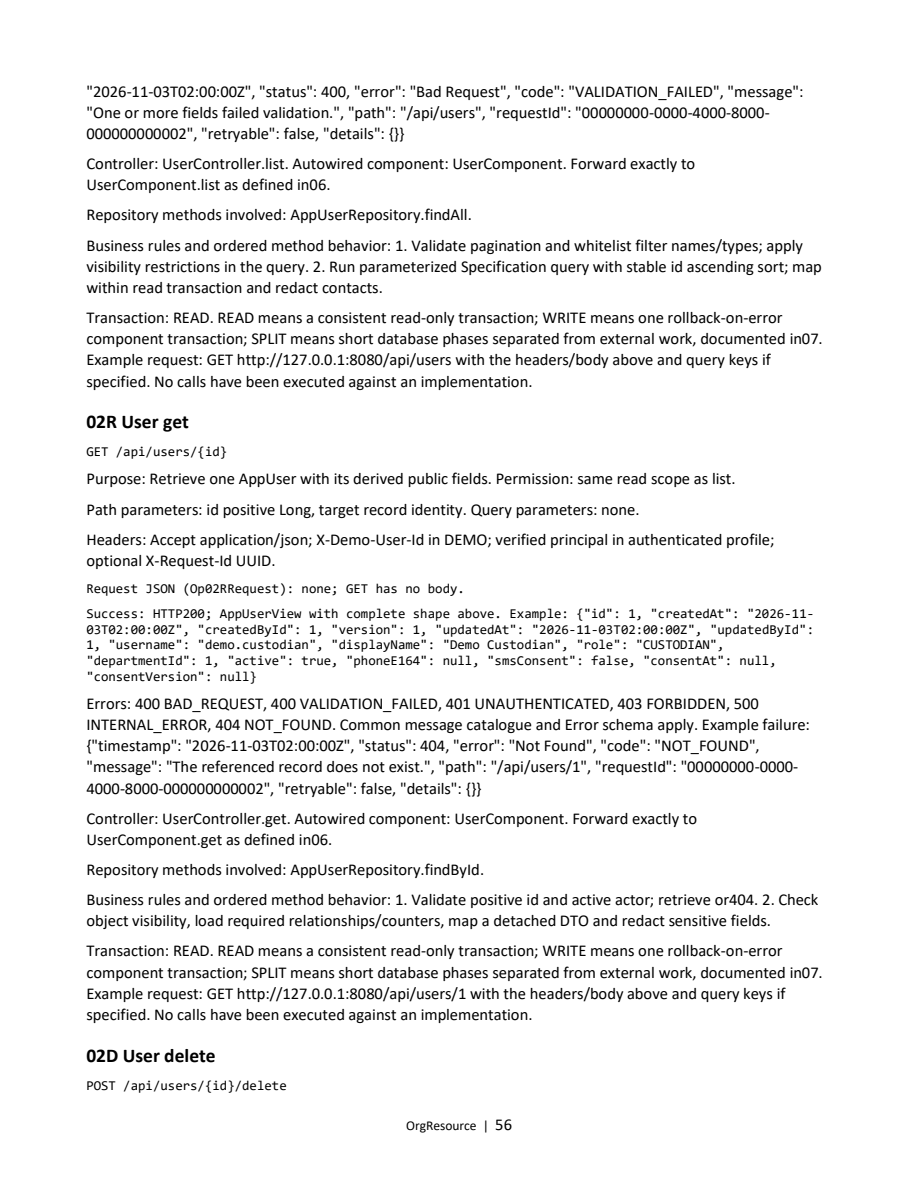 "2026-11-03T02:00:00Z", "status": 400, "error": "Bad Request", "code": "VALIDATION_FAILED", "message":
"One or more fields failed validation.", "path": "/api/users", "requestId": "00000000-0000-4000-8000-
000000000002", "retryable": false, "details": {}}
Controller: UserController.list. Autowired component: UserComponent. Forward exactly to
UserComponent.list as defined in06.
Repository methods involved: AppUserRepository.findAll.
Business rules and ordered method behavior: 1. Validate pagination and whitelist filter names/types; apply
visibility restrictions in the query. 2. Run parameterized Specification query with stable id ascending sort; map
within read transaction and redact contacts.
Transaction: READ. READ means a consistent read-only transaction; WRITE means one rollback-on-error
component transaction; SPLIT means short database phases separated from external work, documented in07.
Example request: GET http://127.0.0.1:8080/api/users with the headers/body above and query keys if
specified. No calls have been executed against an implementation.
02R User get
GET /api/users/{id}
Purpose: Retrieve one AppUser with its derived public fields. Permission: same read scope as list.
Path parameters: id positive Long, target record identity. Query parameters: none.
Headers: Accept application/json; X-Demo-User-Id in DEMO; verified principal in authenticated profile;
optional X-Request-Id UUID.
Request JSON (Op02RRequest): none; GET has no body.
Success: HTTP200; AppUserView with complete shape above. Example: {"id": 1, "createdAt": "2026-11-
03T02:00:00Z", "createdById": 1, "version": 1, "updatedAt": "2026-11-03T02:00:00Z", "updatedById":
1, "username": "demo.custodian", "displayName": "Demo Custodian", "role": "CUSTODIAN",
"departmentId": 1, "active": true, "phoneE164": null, "smsConsent": false, "consentAt": null,
"consentVersion": null}
Errors: 400 BAD_REQUEST, 400 VALIDATION_FAILED, 401 UNAUTHENTICATED, 403 FORBIDDEN, 500
INTERNAL_ERROR, 404 NOT_FOUND. Common message catalogue and Error schema apply. Example failure:
{"timestamp": "2026-11-03T02:00:00Z", "status": 404, "error": "Not Found", "code": "NOT_FOUND",
"message": "The referenced record does not exist.", "path": "/api/users/1", "requestId": "00000000-0000-
4000-8000-000000000002", "retryable": false, "details": {}}
Controller: UserController.get. Autowired component: UserComponent. Forward exactly to
UserComponent.get as defined in06.
Repository methods involved: AppUserRepository.findById.
Business rules and ordered method behavior: 1. Validate positive id and active actor; retrieve or404. 2. Check
object visibility, load required relationships/counters, map a detached DTO and redact sensitive fields.
Transaction: READ. READ means a consistent read-only transaction; WRITE means one rollback-on-error
component transaction; SPLIT means short database phases separated from external work, documented in07.
Example request: GET http://127.0.0.1:8080/api/users/1 with the headers/body above and query keys if
specified. No calls have been executed against an implementation.
02D User delete
POST /api/users/{id}/delete
OrgResource | 56